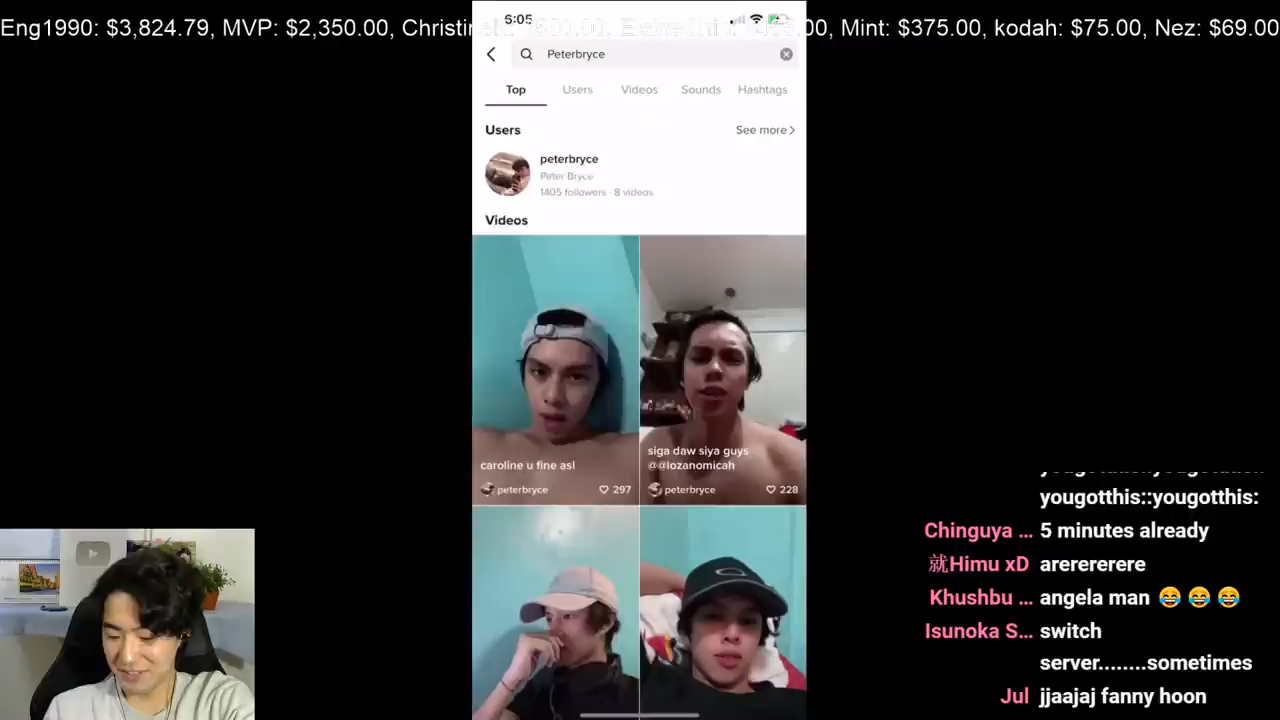 Eng1990: $3,824.79, MVP: $2,350.00, Christin
00, Mint: $375.00, kodah: $75.00, Nez: $69.00
5:05
Peterbryce
Top Users Videos Sounds Hashtags
Users See more >
peterbryce
Peter Bryce
1405 followers · 8 videos
Videos
caroline u fine asl
peterbryce 297
siga daw siya guys
@@lozanomicah
peterbryce 228
yougotthis::yougotthis:
Chinguya ... 5 minutes already
就Himu xD arerererere
Khushbu ... angela man 😂 😂 😂
Isunoka S... switch
server........sometimes
Jul jjaajaj fanny hoon